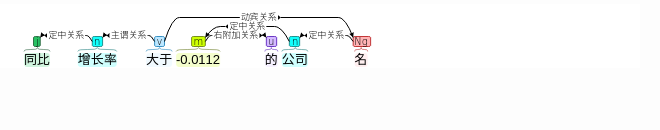 动宾关系
定中关系
定中关系 主谓关系 右附加关系 定中关系
j n v m u n Ng
同比 增长率 大于 -0.0112 的 公司 名